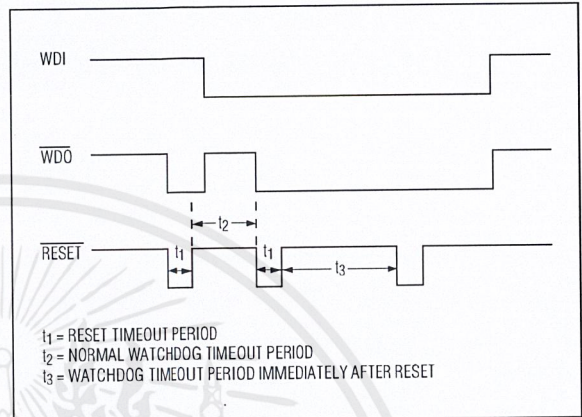 WDI
WDO
t2
RESET
t1
t1
t3
t1 = RESET TIMEOUT PERIOD
t2 = NORMAL WATCHDOG TIMEOUT PERIOD
t3 = WATCHDOG TIMEOUT PERIOD IMMEDIATELY AFTER RESET